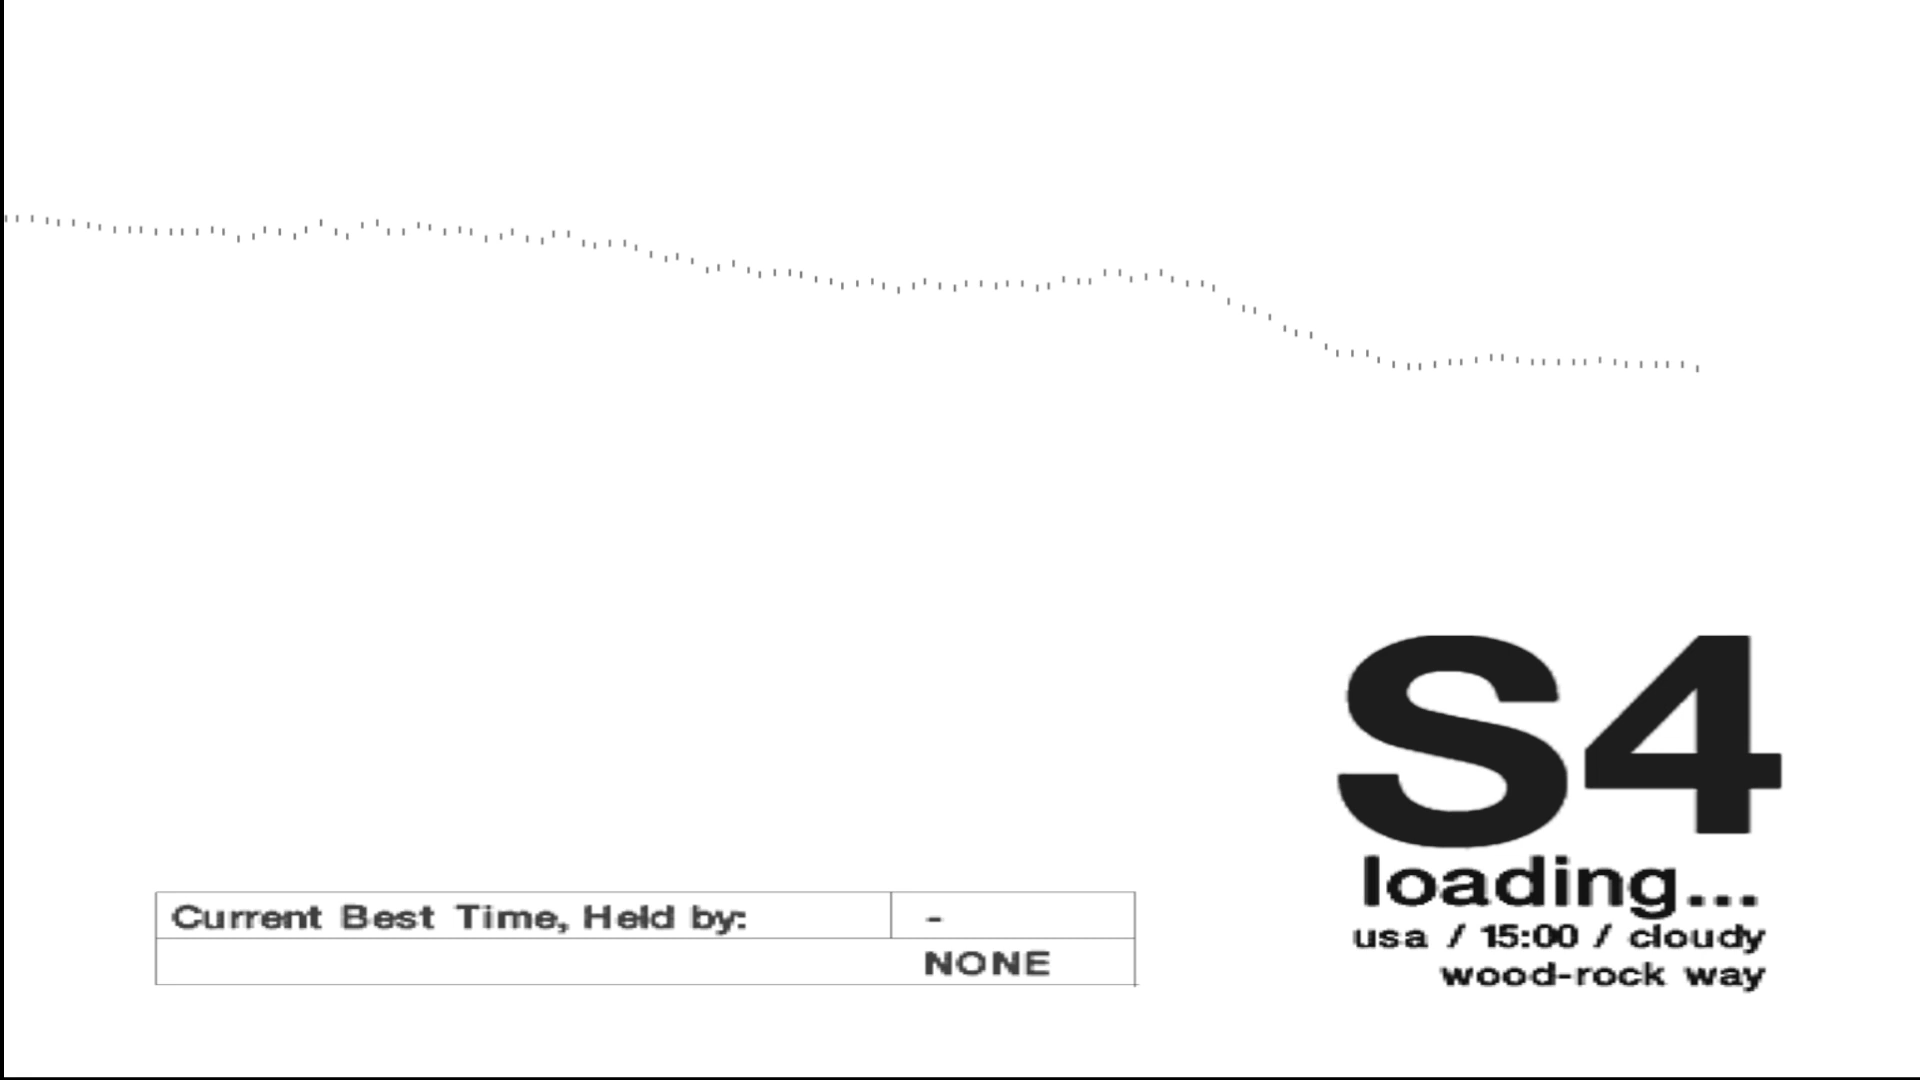 S4
loading...
usa / 15:00 / cloudy
wood-rock way
Current Best Time, Held by: -
NONE